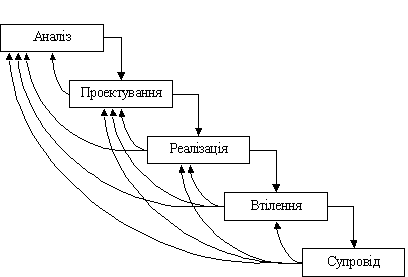 Аналіз
Проектування
Реалізація
Втілення
Супровід